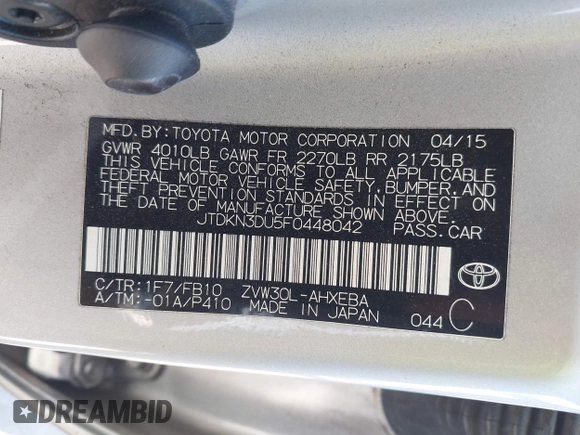 MFD.BY:TOYOTA MOTOR CORPORATION 04/15
GVWR 4010LB GAWR FR 2270LB RR 2175LB
THIS VEHICLE CONFORMS TO ALL APPLICABLE
FEDERAL MOTOR VEHICLE SAFETY,BUMPER,AND
THEFT PREVENTION STANDARDS IN EFFECT ON
THE DATE OF MANUFACTURE SHOWN ABOVE.
JTDKN3DU5F0448042 PASS.CAR
C/TR:1F7/FB10 ZVW30L-AHXEBA
A/TM:-01A/P410 MADE IN JAPAN
044 C
TOYOTA
DREAMBID